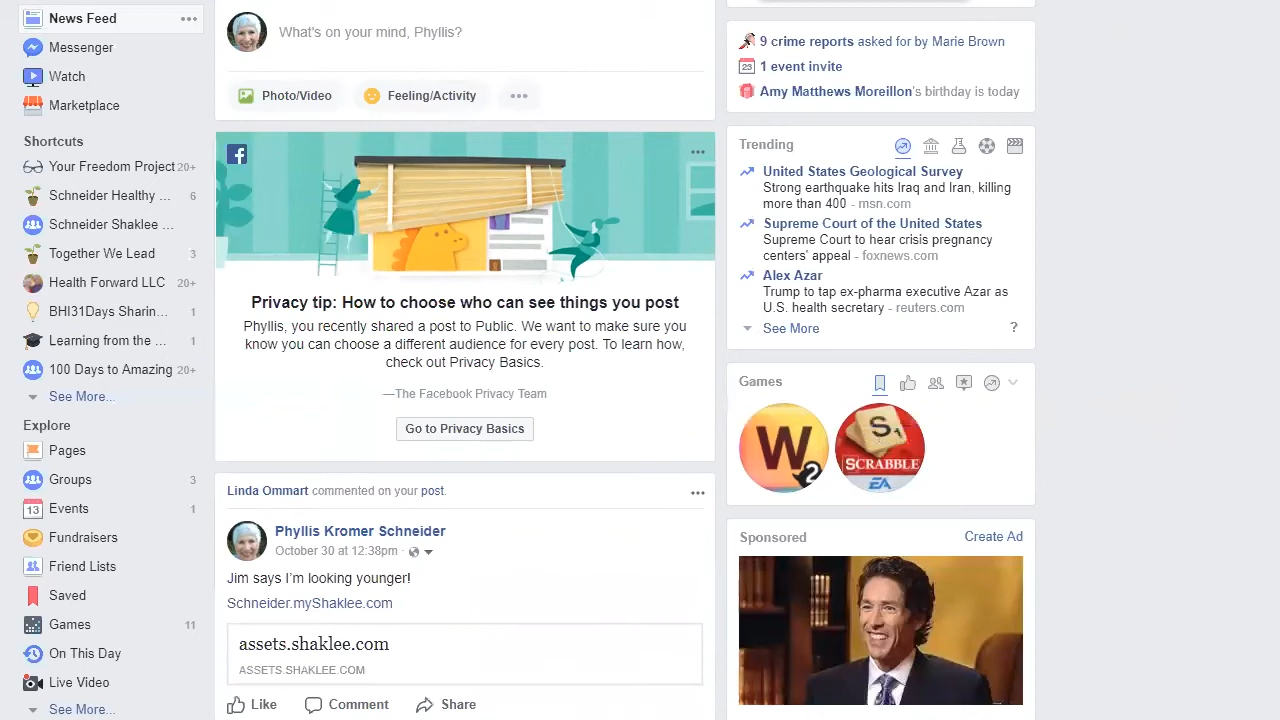 News Feed
Messenger
Watch
Marketplace
Shortcuts
Your Freedom Project 20+
Schneider Healthy ... 6
Schneider Shaklee ...
Together We Lead 3
Health Forward LLC 20+
BHI31Days Sharin... 1
Learning from the ... 1
100 Days to Amazing 20+
See More...
Explore
Pages
Groups 3
13 Events 1
Fundraisers
Friend Lists
Saved
Games 11
On This Day
Live Video
See More...
What's on your mind, Phyllis?
Photo/Video Feeling/Activity
Privacy tip: How to choose who can see things you post
Phyllis, you recently shared a post to Public. We want to make sure you
know you can choose a different audience for every post. To learn how,
check out Privacy Basics.
—The Facebook Privacy Team
Go to Privacy Basics
Linda Ommart commented on your post.
Phyllis Kromer Schneider
October 30 at 12:38pm ·
Jim says I'm looking younger!
Schneider.myShaklee.com
assets.shaklee.com
ASSETS.SHAKLEE.COM
Like Comment Share
9 crime reports asked for by Marie Brown
23 1 event invite
Amy Matthews Moreillon's birthday is today
Trending
United States Geological Survey
Strong earthquake hits Iraq and Iran, killing
more than 400 - msn.com
Supreme Court of the United States
Supreme Court to hear crisis pregnancy
centers' appeal - foxnews.com
Alex Azar
Trump to tap ex-pharma executive Azar as
U.S. health secretary - reuters.com
See More ?
Games
W 2
S1
SCRABBLE
EA
Sponsored Create Ad